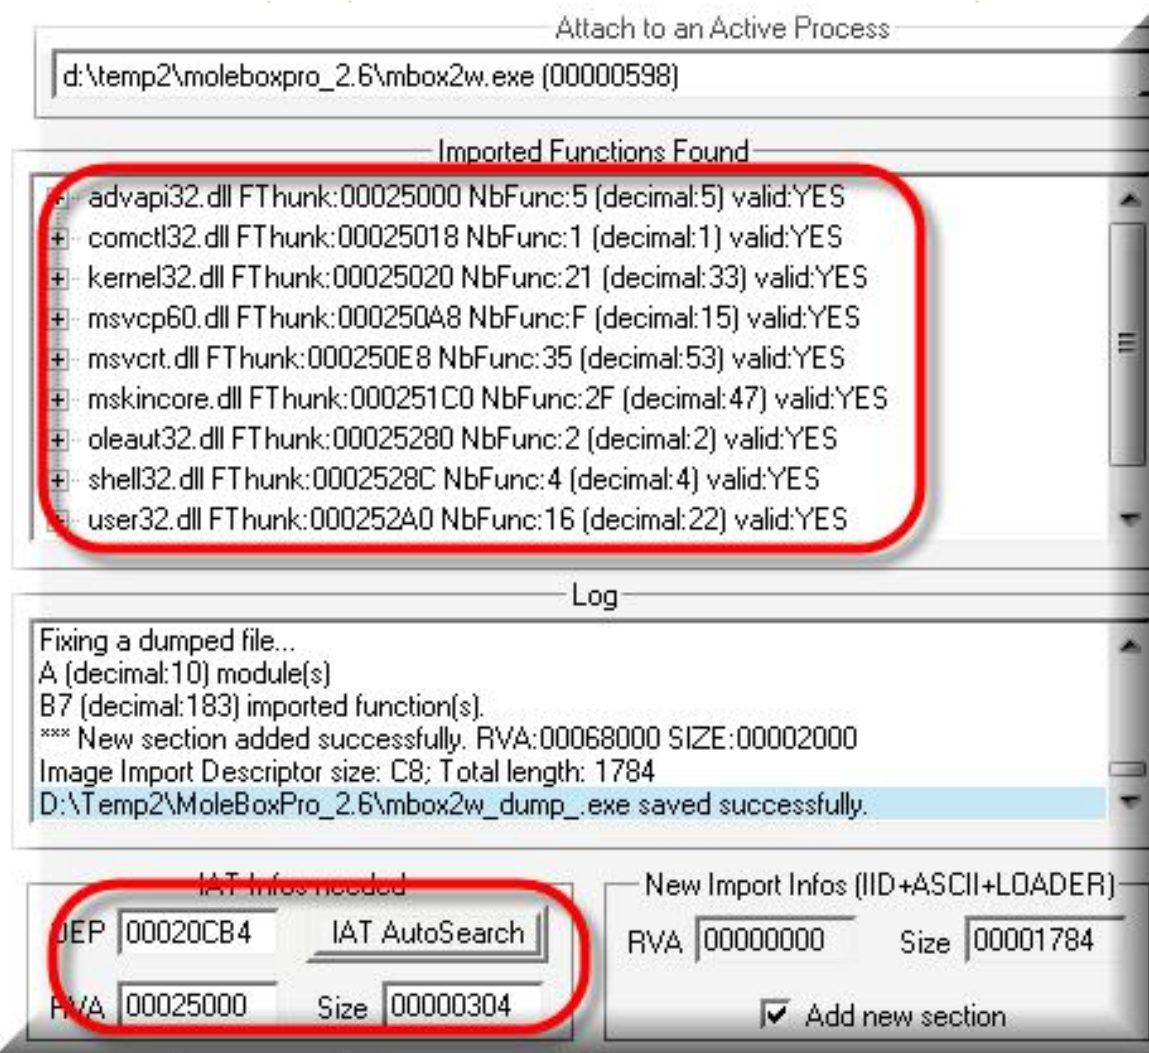 Attach to an Active Process
d:\temp2\moleboxpro_2.6\mbox2w.exe (00000598)
Imported Functions Found
advapi32.dll FThunk:00025000 NbFunc:5 (decimal:5) valid:YES
comctl32.dll FThunk:00025018 NbFunc:1 (decimal:1) valid:YES
kernel32.dll FThunk:00025020 NbFunc:21 (decimal:33) valid:YES
msvcp60.dll FThunk:000250A8 NbFunc:F (decimal:15) valid:YES
msvcrt.dll FThunk:000250E8 NbFunc:35 (decimal:53) valid:YES
mskincore.dll FThunk:000251C0 NbFunc:2F (decimal:47) valid:YES
oleaut32.dll FThunk:00025280 NbFunc:2 (decimal:2) valid:YES
shell32.dll FThunk:0002528C NbFunc:4 (decimal:4) valid:YES
user32.dll FThunk:000252A0 NbFunc:16 (decimal:22) valid:YES
Log
Fixing a dumped file...
A (decimal:10) module(s)
B7 (decimal:183) imported function(s).
*** New section added successfully. RVA:00068000 SIZE:00002000
Image Import Descriptor size: C8; Total length: 1784
D:\Temp2\MoleBoxPro_2.6\mbox2w_dump_.exe saved successfully.
IAT Infos needed
OEP 00020CB4 IAT AutoSearch
RVA 00025000 Size 00000304
New Import Infos (IID+ASCII+LOADER)
RVA 00000000 Size 00001784
Add new section